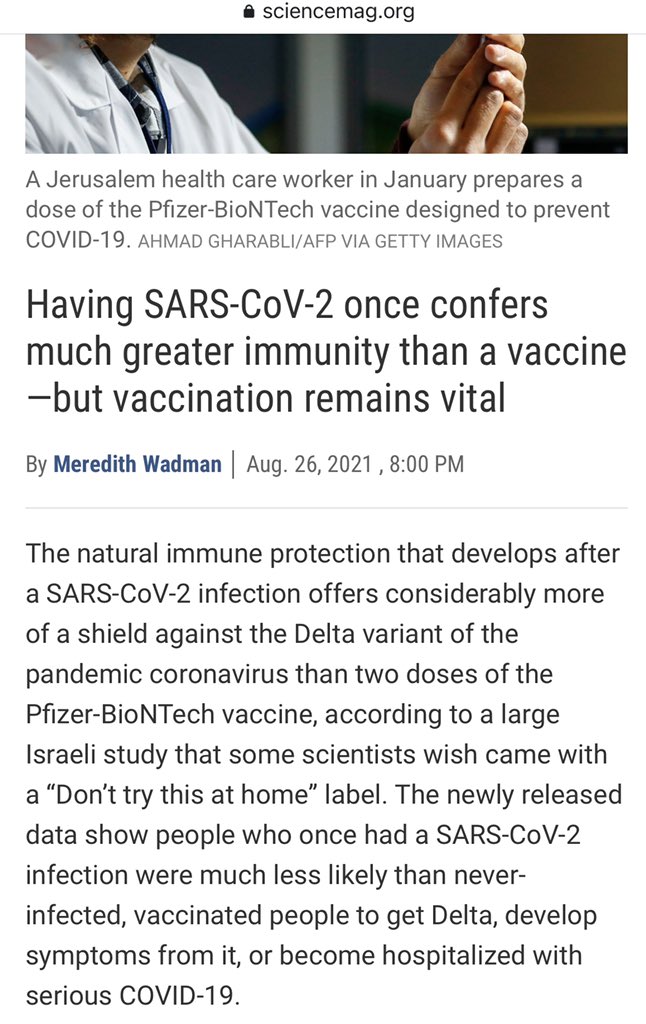 sciencemag.org
A Jerusalem health care worker in January prepares a
dose of the Pfizer-BioNTech vaccine designed to prevent
COVID-19. AHMAD GHARABLI/AFP VIA GETTY IMAGES
Having SARS-CoV-2 once confers
much greater immunity than a vaccine
—but vaccination remains vital
By Meredith Wadman | Aug. 26, 2021 , 8:00 PM
The natural immune protection that develops after
a SARS-CoV-2 infection offers considerably more
of a shield against the Delta variant of the
pandemic coronavirus than two doses of the
Pfizer-BioNTech vaccine, according to a large
Israeli study that some scientists wish came with
a “Don’t try this at home” label. The newly released
data show people who once had a SARS-CoV-2
infection were much less likely than never-
infected, vaccinated people to get Delta, develop
symptoms from it, or become hospitalized with
serious COVID-19.